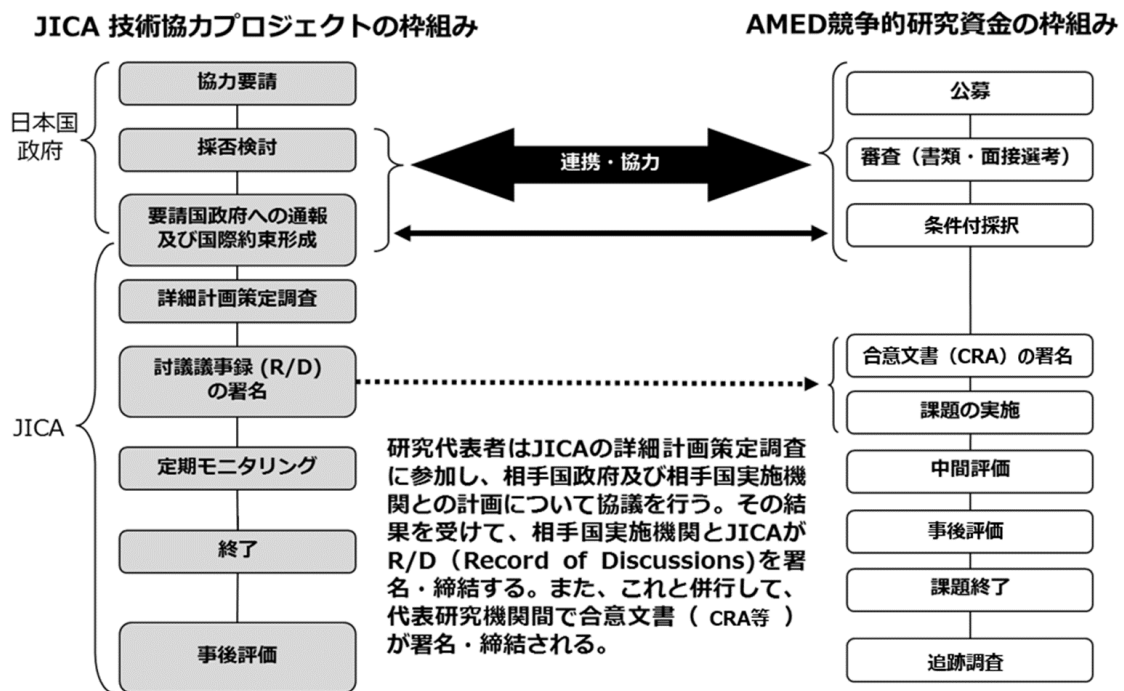 JICA 技術協力プロジェクトの枠組み
AMED競争的研究資金の枠組み
日本国
政府
JICA
協力要請
採否検討
要請国政府への通報
及び国際約束形成
詳細計画策定調査
討議議事録 (R/D)
の署名
定期モニタリング
終了
事後評価
連携・協力
研究代表者はJICAの詳細計画策定調査
に参加し、相手国政府及び相手国実施機
関との計画について協議を行う。その結
果を受けて、相手国実施機関とJICAが
R/D（Record of Discussions)を署
名・締結する。また、これと併行して、
代表研究機関間で合意文書（ CRA等 ）
が署名・締結される。
公募
審査（書類・面接選考）
条件付採択
合意文書（CRA）の署名
課題の実施
中間評価
事後評価
課題終了
追跡調査